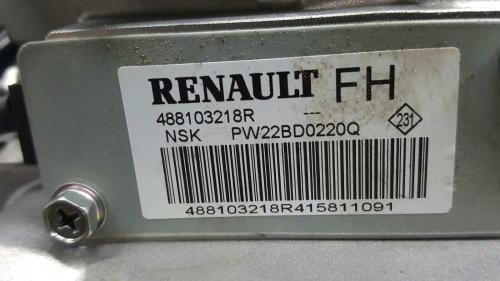 RENAULT FH
488103218R ---
NSK PW22BD0220Q
231
488103218R415811091